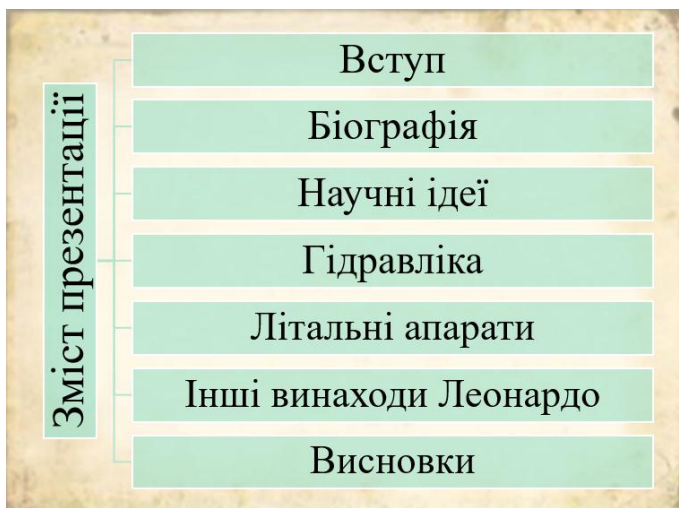 Зміст презентації
Вступ
Біографія
Научні ідеї
Гідравліка
Літальні апарати
Інші винаходи Леонардо
Висновки